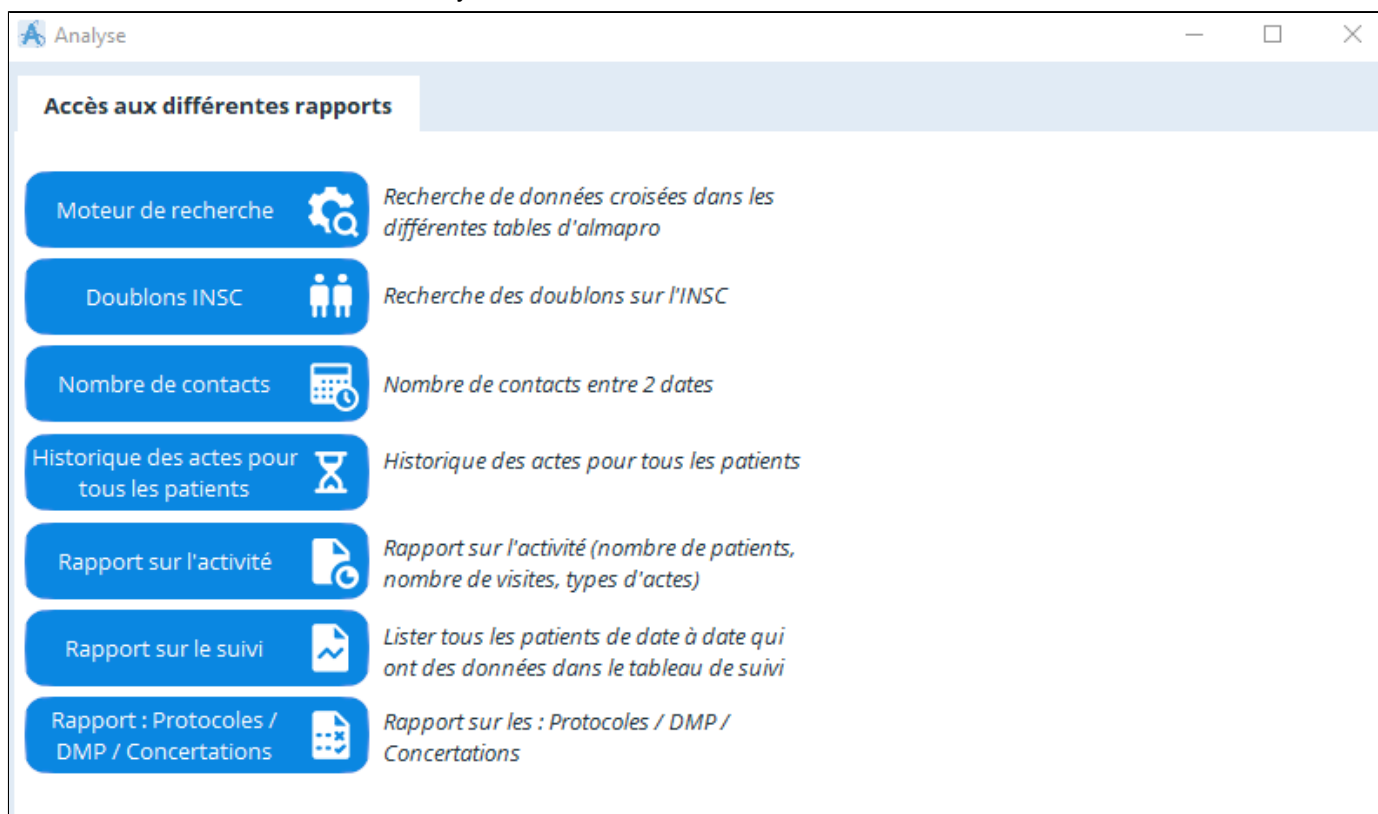 Analyse
Accès aux différentes rapports
Moteur de recherche
Recherche de données croisées dans les
différentes tables d'almapro
Doublons INSC
Recherche des doublons sur l'INSC
Nombre de contacts
Nombre de contacts entre 2 dates
Historique des actes pour
tous les patients
Historique des actes pour tous les patients
Rapport sur l'activité
Rapport sur l'activité (nombre de patients,
nombre de visites, types d'actes)
Rapport sur le suivi
Lister tous les patients de date à date qui
ont des données dans le tableau de suivi
Rapport : Protocoles /
DMP / Concertations
Rapport sur les : Protocoles / DMP /
Concertations